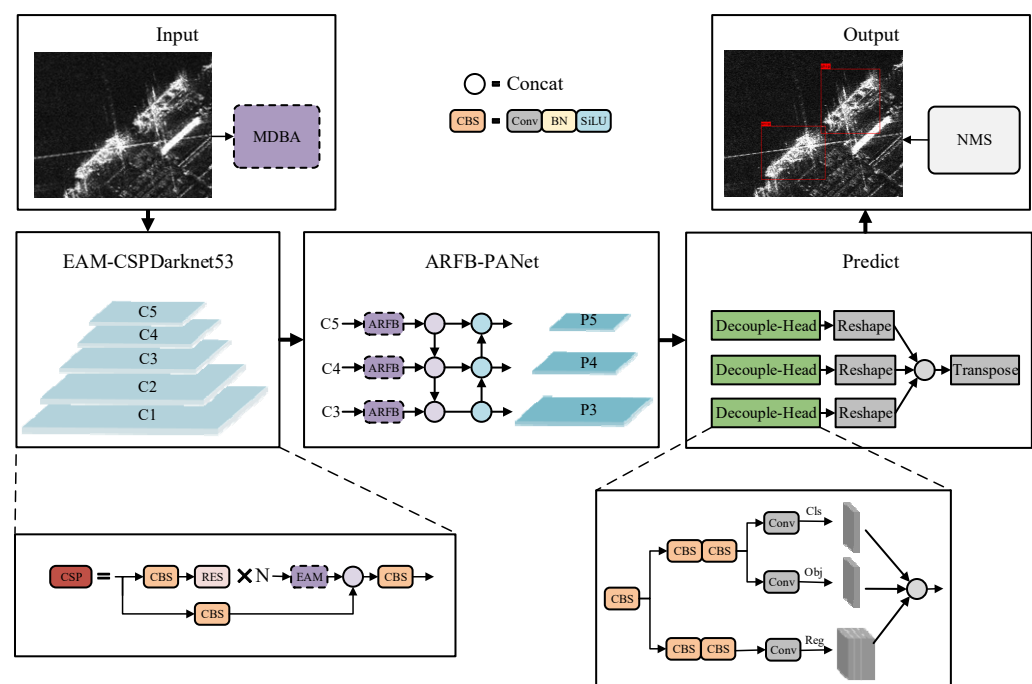 Input
MDBA
= Concat
CBS = Conv BN SiLU
Output
NMS
EAM-CSPDarknet53
C5
C4
C3
C2
C1
ARFB-PANet
C5 ARFB P5
C4 ARFB P4
C3 ARFB P3
Predict
Decouple-Head Reshape
Decouple-Head Reshape Transpose
Decouple-Head Reshape
CSP = CBS RES ×N EAM CBS
CBS
CBS
CBS CBS Conv Cls
Conv Obj
CBS CBS Conv Reg